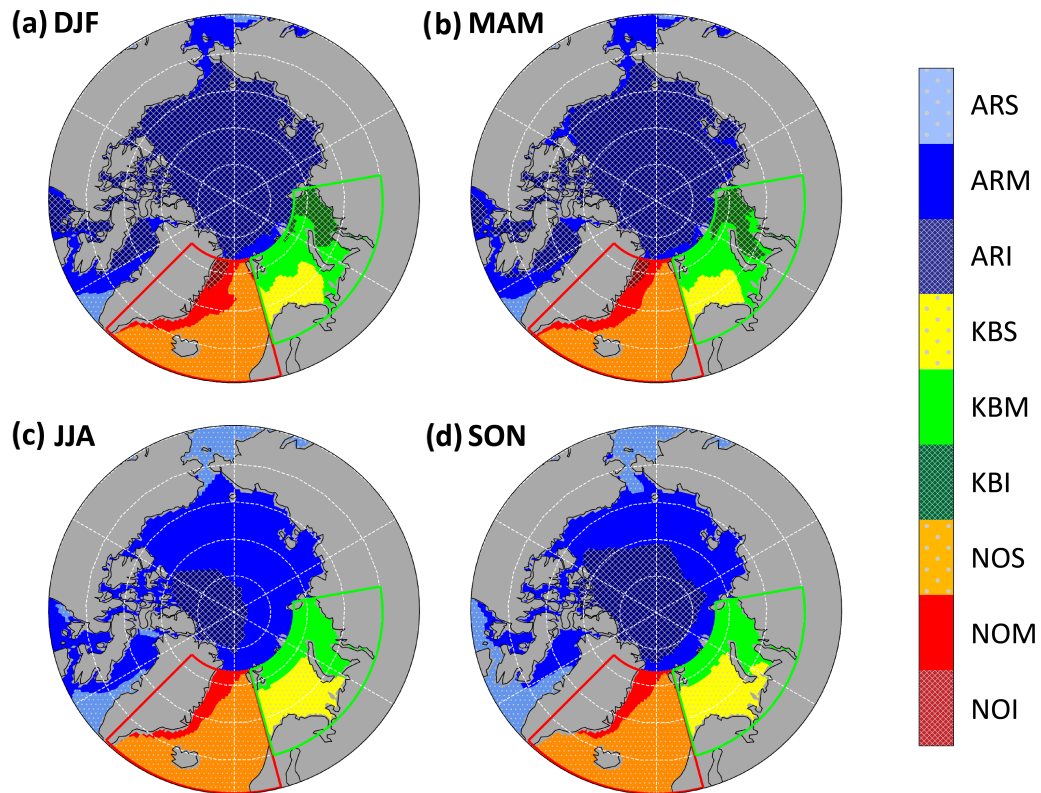 (a) DJF
(b) MAM
(c) JJA
(d) SON
ARS
ARM
ARI
KBS
KBM
KBI
NOS
NOM
NOI